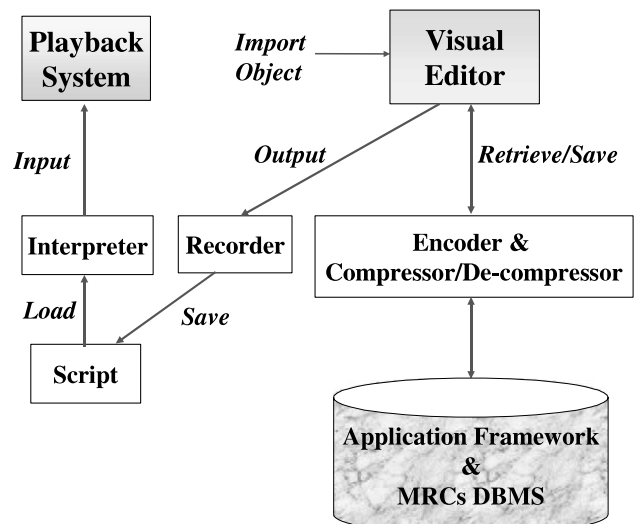 Playback
System
Import
Object
Visual
Editor
Input
Output
Retrieve/Save
Interpreter
Recorder
Encoder &
Compressor/De-compressor
Load
Save
Script
Application Framework
&
MRCs DBMS